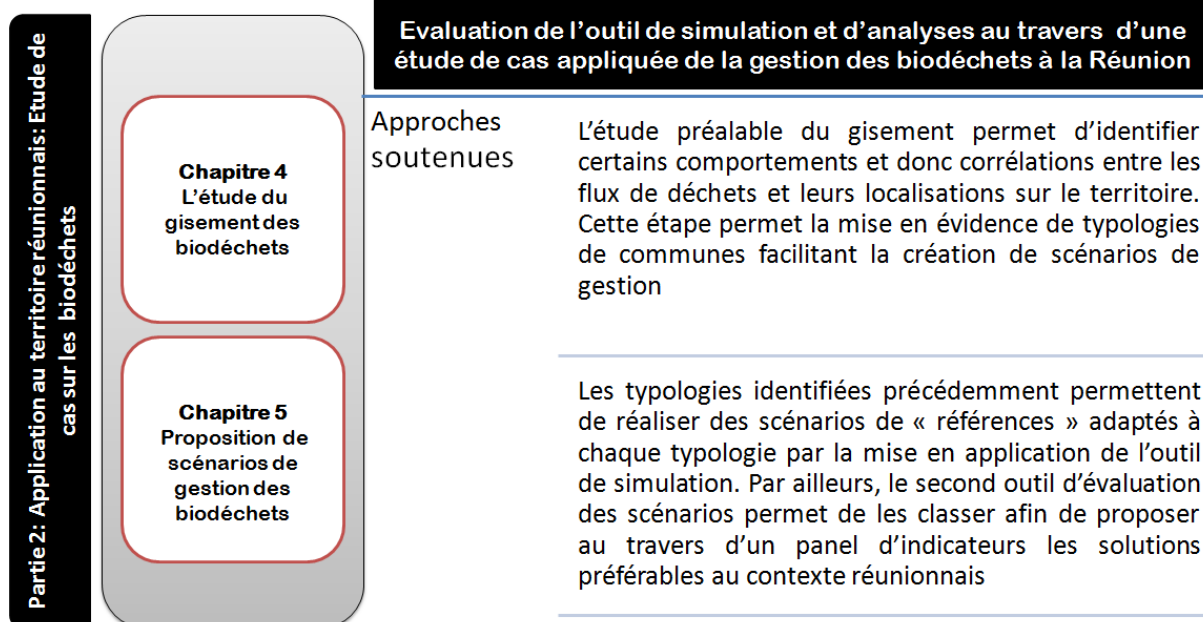 Partie 2: Application au territoire réunionnais: Etude de
cas sur les biodéchets
Evaluation de l'outil de simulation et d'analyses au travers d'une
étude de cas appliquée de la gestion des biodéchets à la Réunion
Chapitre 4
L'étude du
gisement des
biodéchets
Approches
soutenues
L'étude préalable du gisement permet d'identifier
certains comportements et donc corrélations entre les
flux de déchets et leurs localisations sur le territoire.
Cette étape permet la mise en évidence de typologies
de communes facilitant la création de scénarios de
gestion
Chapitre 5
Proposition de
scénarios de
gestion des
biodéchets
Les typologies identifiées précédemment permettent
de réaliser des scénarios de « références » adaptés à
chaque typologie par la mise en application de l'outil
de simulation. Par ailleurs, le second outil d'évaluation
des scénarios permet de les classer afin de proposer
au travers d'un panel d'indicateurs les solutions
préférables au contexte réunionnais